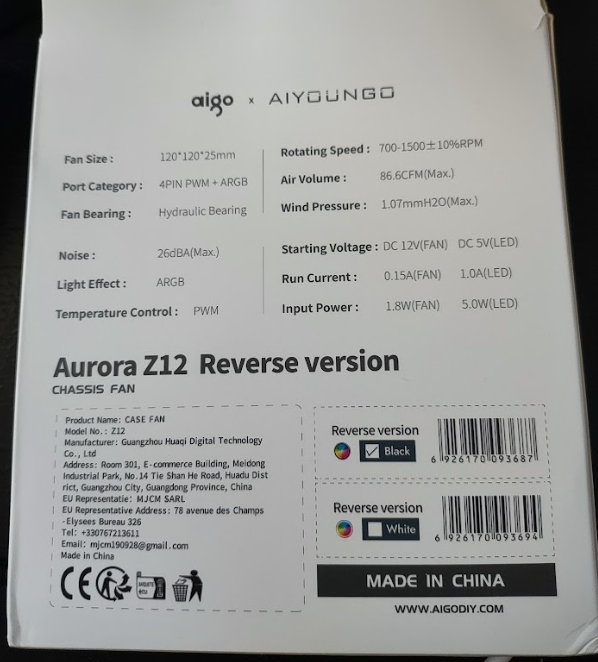 aigo x AIYOUNGO
Fan Size : 120*120*25mm
Port Category : 4PIN PWM + ARGB
Fan Bearing : Hydraulic Bearing
Rotating Speed : 700-1500±10%RPM
Air Volume : 86.6CFM(Max.)
Wind Pressure : 1.07mmH2O(Max.)
Noise : 26dBA(Max.)
Light Effect : ARGB
Temperature Control : PWM
Starting Voltage : DC 12V(FAN) DC 5V(LED)
Run Current : 0.15A(FAN) 1.0A(LED)
Input Power : 1.8W(FAN) 5.0W(LED)
Aurora Z12 Reverse version
CHASSIS FAN
Product Name: CASE FAN
Model No.: Z12
Manufacturer: Guangzhou Huaqi Digital Technology
Co., Ltd
Address: Room 301, E-commerce Building, Meidong
Industrial Park, No.14 Tie Shan He Road, Huadu Dist
rict, Guangzhou City, Guangdong Province, China
EU Representatie: MJCM SARL
EU Representative Address: 78 avenue des Champs
-Elysees Bureau 326
Tel: +330767213611
Email: mjcm190928@gmail.com
Made in China
CE
Reverse version
Black
6 926170 093687
Reverse version
White
6 926170 093694
MADE IN CHINA
WWW.AIGODIY.COM